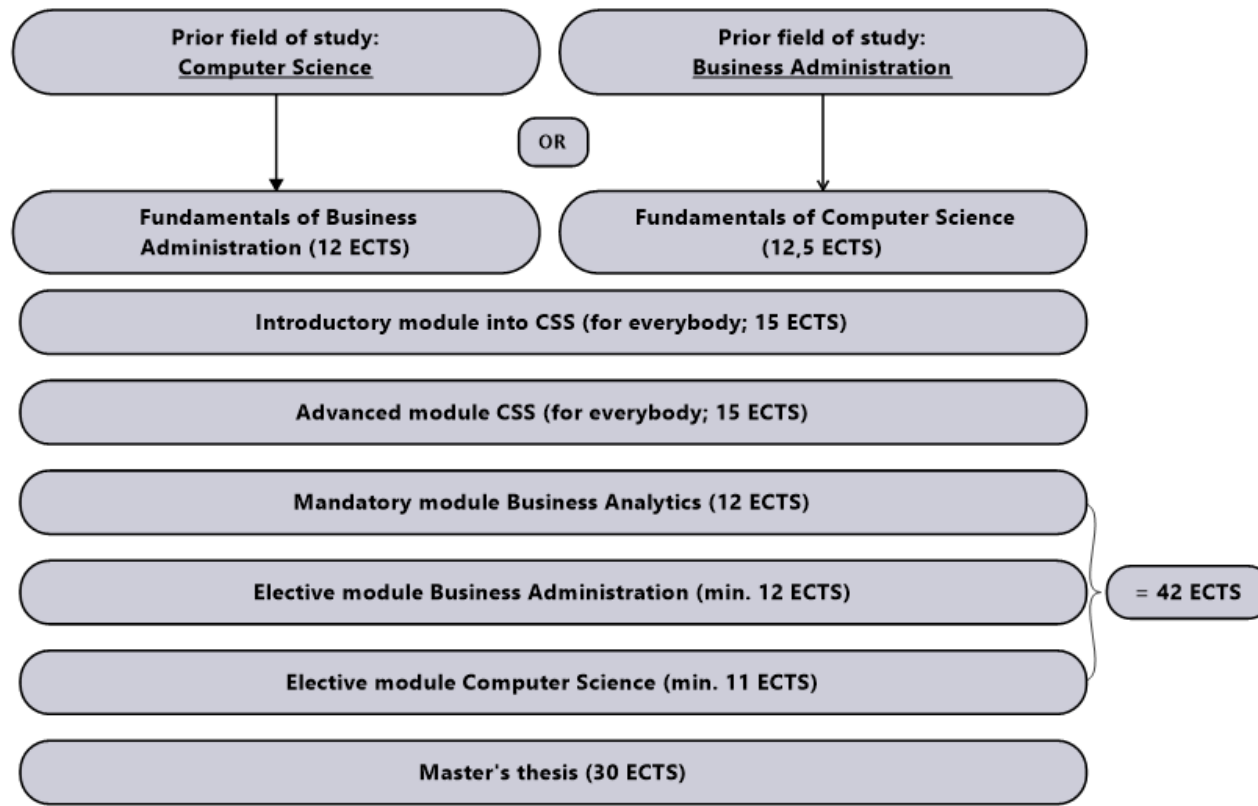 Prior field of study:
Computer Science
Prior field of study:
Business Administration
OR
Fundamentals of Business
Administration (12 ECTS)
Fundamentals of Computer Science
(12,5 ECTS)
Introductory module into CSS (for everybody; 15 ECTS)
Advanced module CSS (for everybody; 15 ECTS)
Mandatory module Business Analytics (12 ECTS)
Elective module Business Administration (min. 12 ECTS)
= 42 ECTS
Elective module Computer Science (min. 11 ECTS)
Master's thesis (30 ECTS)